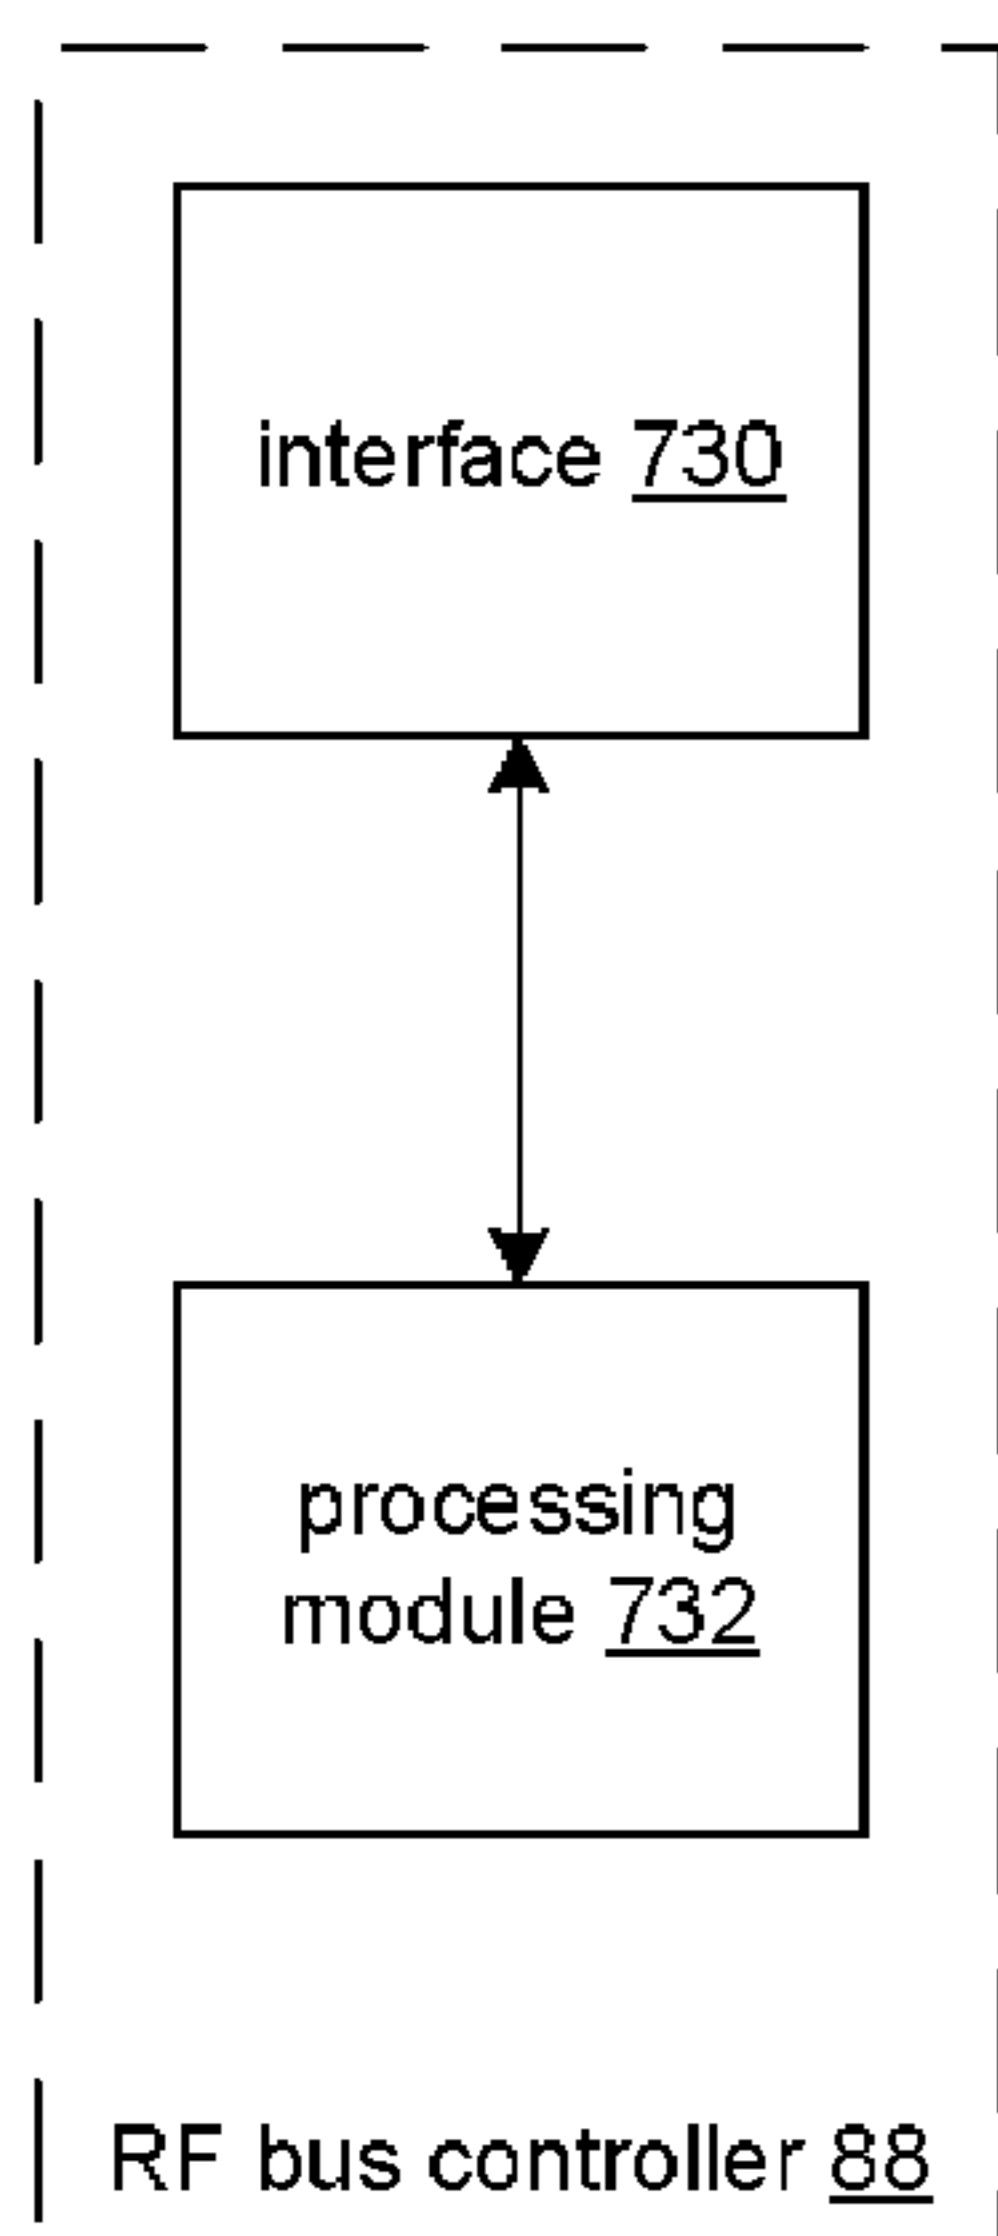 interface 730
processing
module 732
RF bus controller 88